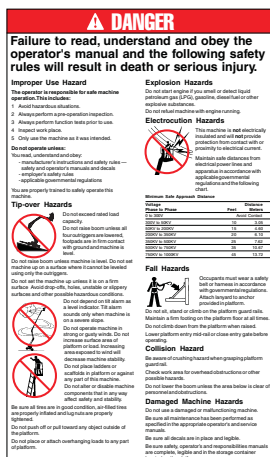 DANGER
Failure to read, understand and obey the
operator's manual and the following safety
rules will result in death or serious injury.
Improper Use Hazard
The operator is responsible for safe machine
operation. This includes:
1 Avoid hazardous situations.
2 Always perform a pre-operation inspection.
3 Always perform function tests prior to use.
4 Inspect work place.
5 Only use the machine as it was intended.
Do not operate unless:
You read, understand and obey:
- manufacturer's instructions and safety rules —
safety and operator's manuals and decals
- employer's safety rules
- applicable governmental regulations
You are properly trained to safely operate this
machine.
Tip-over Hazards
Do not exceed rated load
capacity.
Do not raise boom unless all
four outriggers are lowered,
footpads are in firm contact
with ground and machine is
level.
Do not raise boom unless machine is level. Do not set
machine up on a surface where it cannot be leveled
using only the outriggers.
Do not set the machine up unless it is on a firm
surface. Avoid drop-offs, holes, unstable or slippery
surfaces and other possible hazardous conditions.
Do not depend on tilt alarm as
a level indicator. Tilt alarm
sounds only when machine is
on a severe slope.
Do not operate machine in
strong or gusty winds. Do not
increase surface area of
platform or load. Increasing
area exposed to wind will
decrease machine stability.
Do not place ladders or
scaffolds in platform or against
any part of this machine.
Do not alter or disable machine
components that in any way
affect safety and stability.
Be sure all tires are in good condition, air-filled tires
are properly inflated and lug nuts are properly
tightened.
Do not push off or pull toward any object outside of
the platform.
Do not place or attach overhanging loads to any part
of platform.
Explosion Hazards
Do not start engine if you smell or detect liquid
petroleum gas (LPG), gasoline, diesel fuel or other
explosive substances.
Do not refuel machine with engine running.
Electrocution Hazards
This machine is not electrically
insulated and will not provide
protection from contact with or
proximity to electrical current.
Maintain safe distances from
electrical power lines and
apparatus in accordance with
applicable governmental
regulations and the following
chart.
Minimum Safe Approach Distance
Voltage Distance
Phase to Phase Feet Meters
0 to 300V Avoid Contact
300V to 50KV 10 3.05
50KV to 200KV 15 4.60
200KV to 350KV 20 6.10
350KV to 500KV 25 7.62
500KV to 750KV 35 10.67
750KV to 1000KV 45 13.72
Fall Hazards
Occupants must wear a safety
belt or harness in accordance
with governmental regulations.
Attach lanyard to anchor
provided in platform.
Do not sit, stand or climb on the platform guard rails.
Maintain a firm footing on the platform floor at all times.
Do not climb down from the platform when raised.
Lower platform entry mid-rail or close entry gate before
operating.
Collision Hazard
Be aware of crushing hazard when grasping platform
guard rail.
Check work area for overhead obstructions or other
possible hazards.
Do not lower the boom unless the area below is clear of
personnel and obstructions.
Damaged Machine Hazards
Do not use a damaged or malfunctioning machine.
Be sure all maintenance has been performed as
specified in the appropriate operator's and service
manuals.
Be sure all decals are in place and legible.
Be sure safety, operator's and responsibilities manuals
are complete, legible and in the storage container